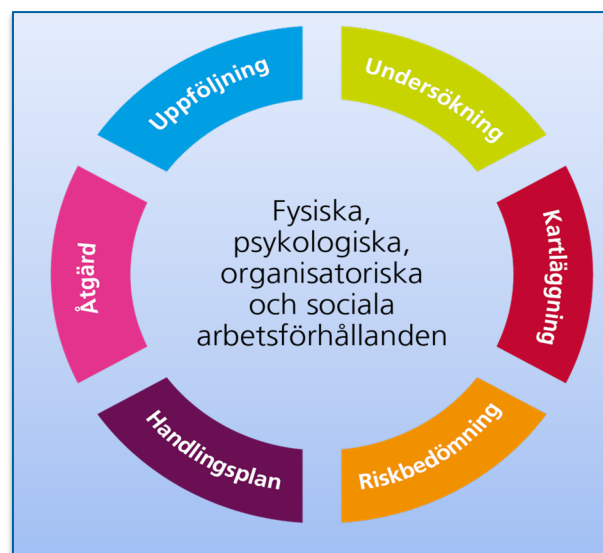 Uppföljning
Undersökning
Kartläggning
Riskbedömning
Handlingsplan
Åtgärd
Fysiska,
psykologiska,
organisatoriska
och sociala
arbetsförhållanden